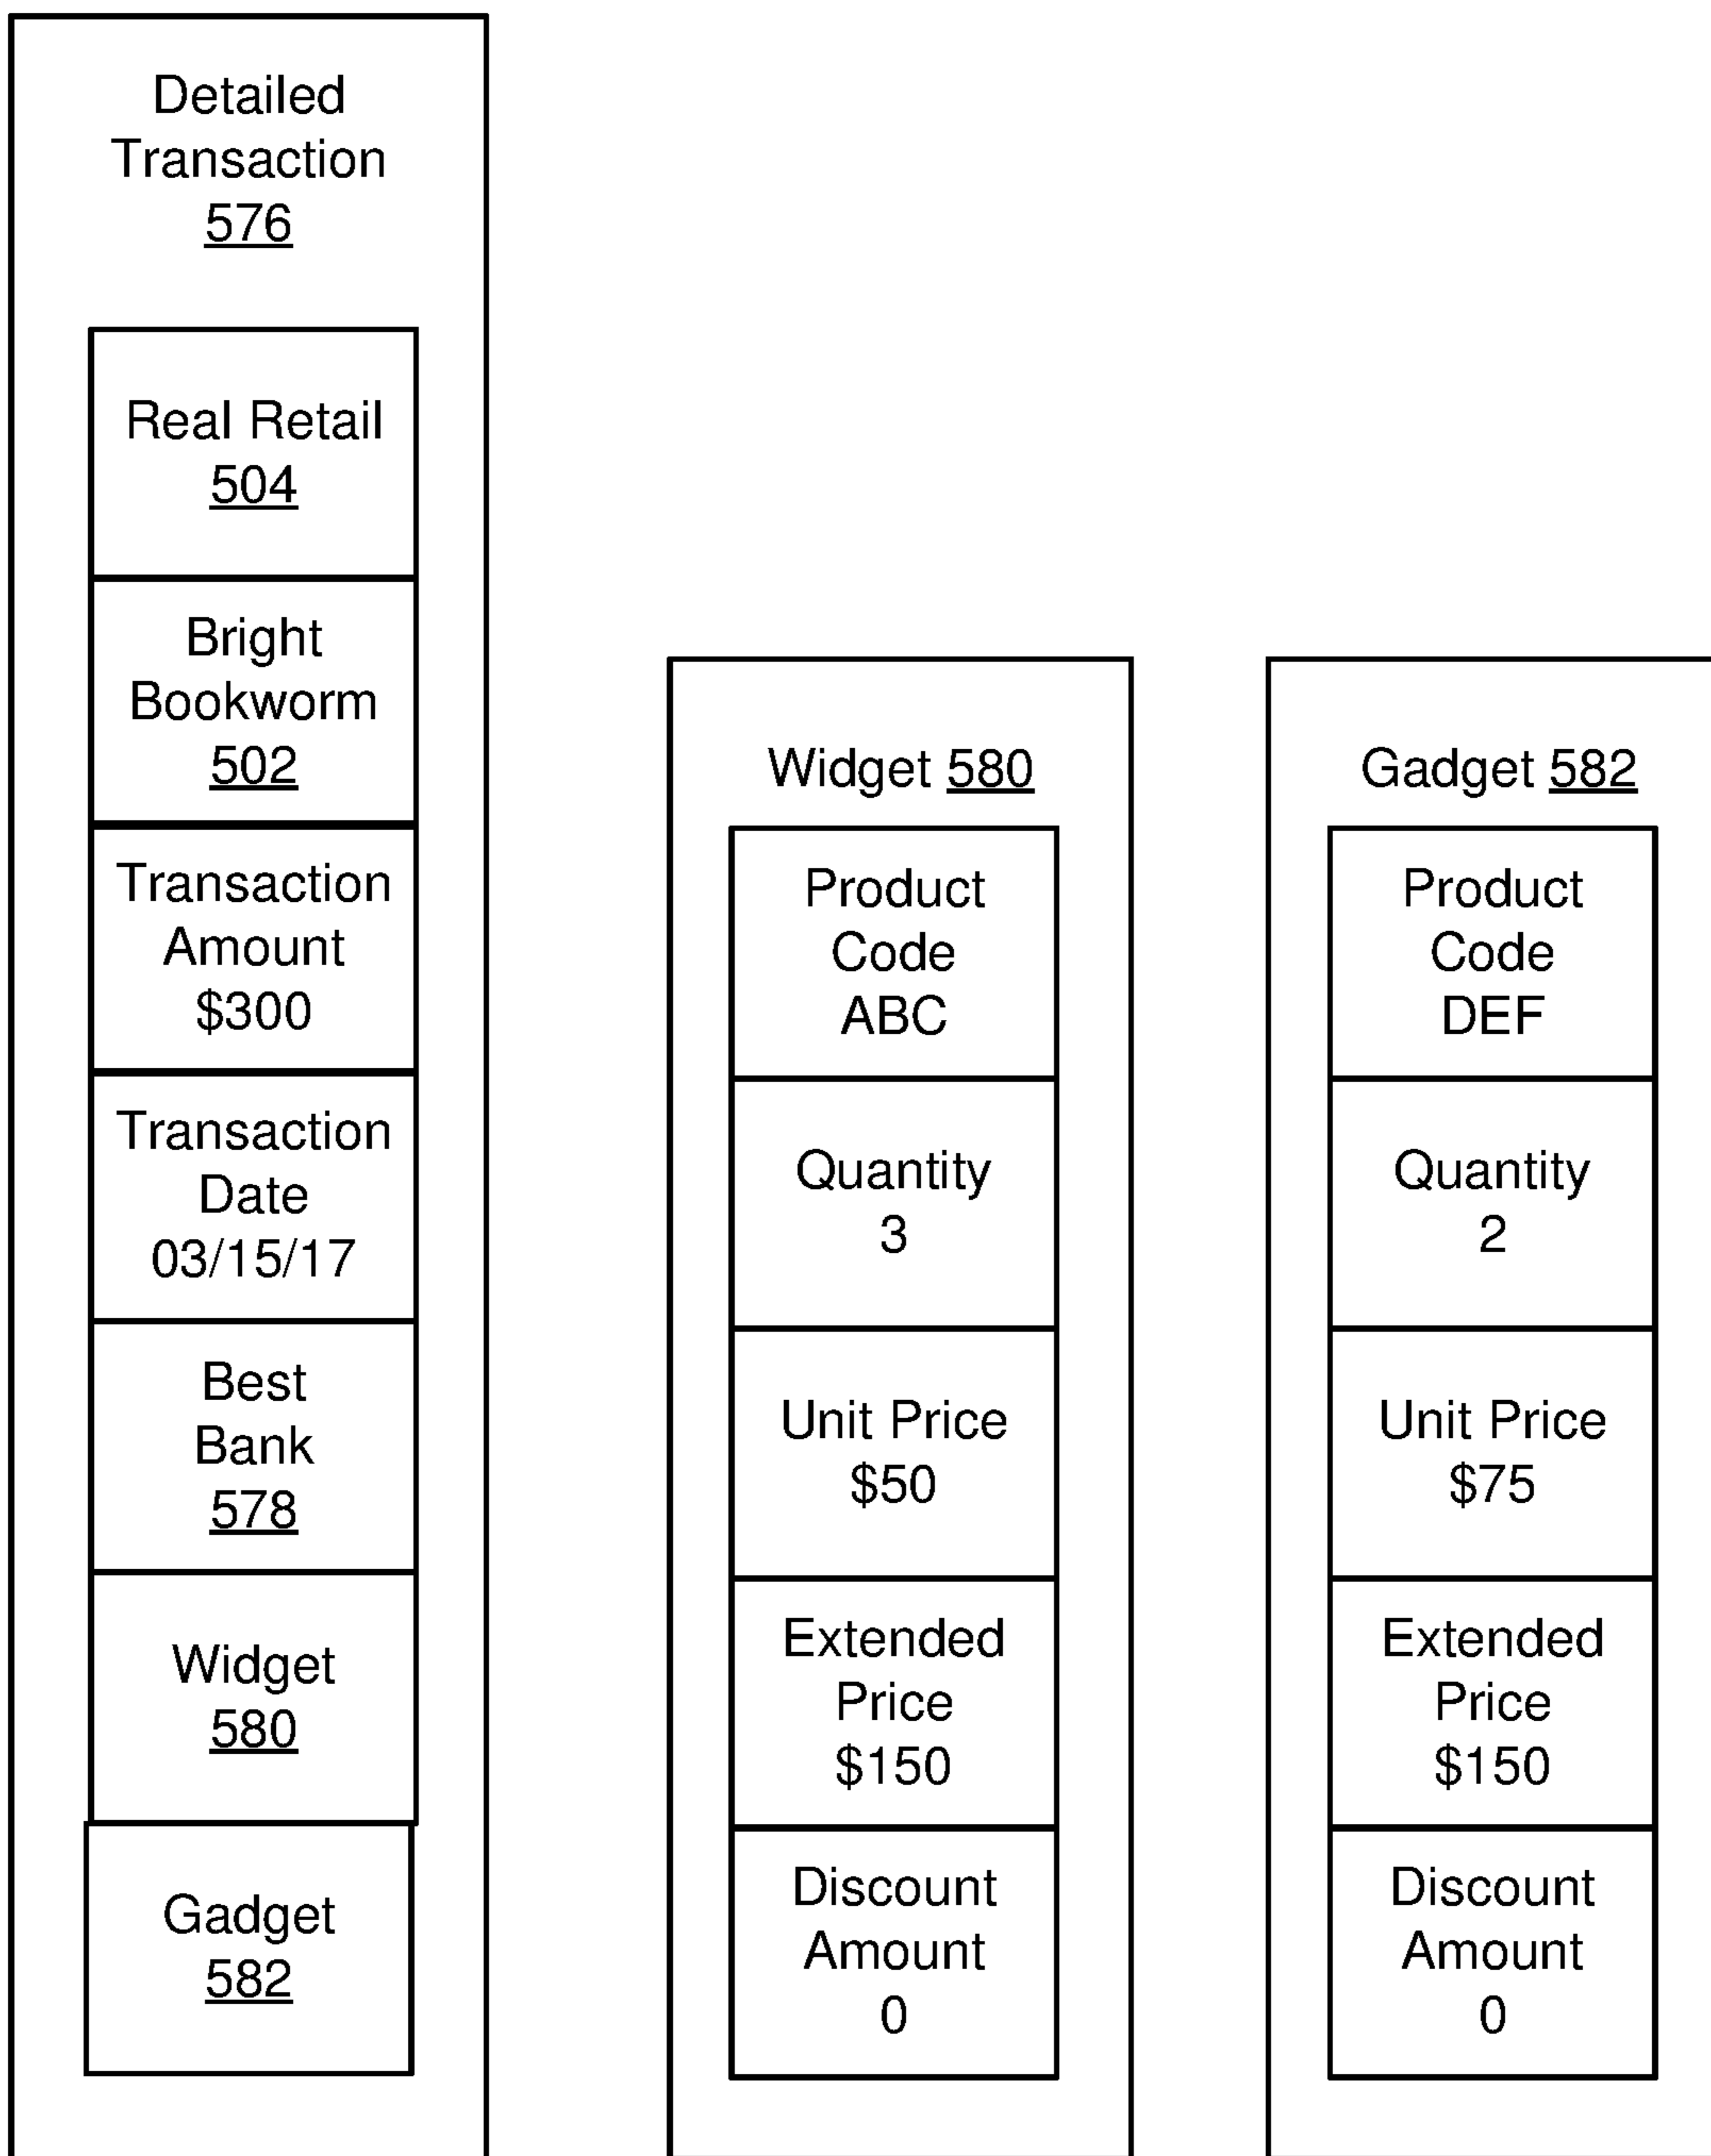 Detailed
Transaction
576
Real Retail
504
Bright
Bookworm
502
Transaction
Amount
$300
Transaction
Date
03/15/17
Best
Bank
578
Widget
580
Gadget
582
Widget 580
Product
Code
ABC
Quantity
3
Unit Price
$50
Extended
Price
$150
Discount
Amount
0
Gadget 582
Product
Code
DEF
Quantity
2
Unit Price
$75
Extended
Price
$150
Discount
Amount
0